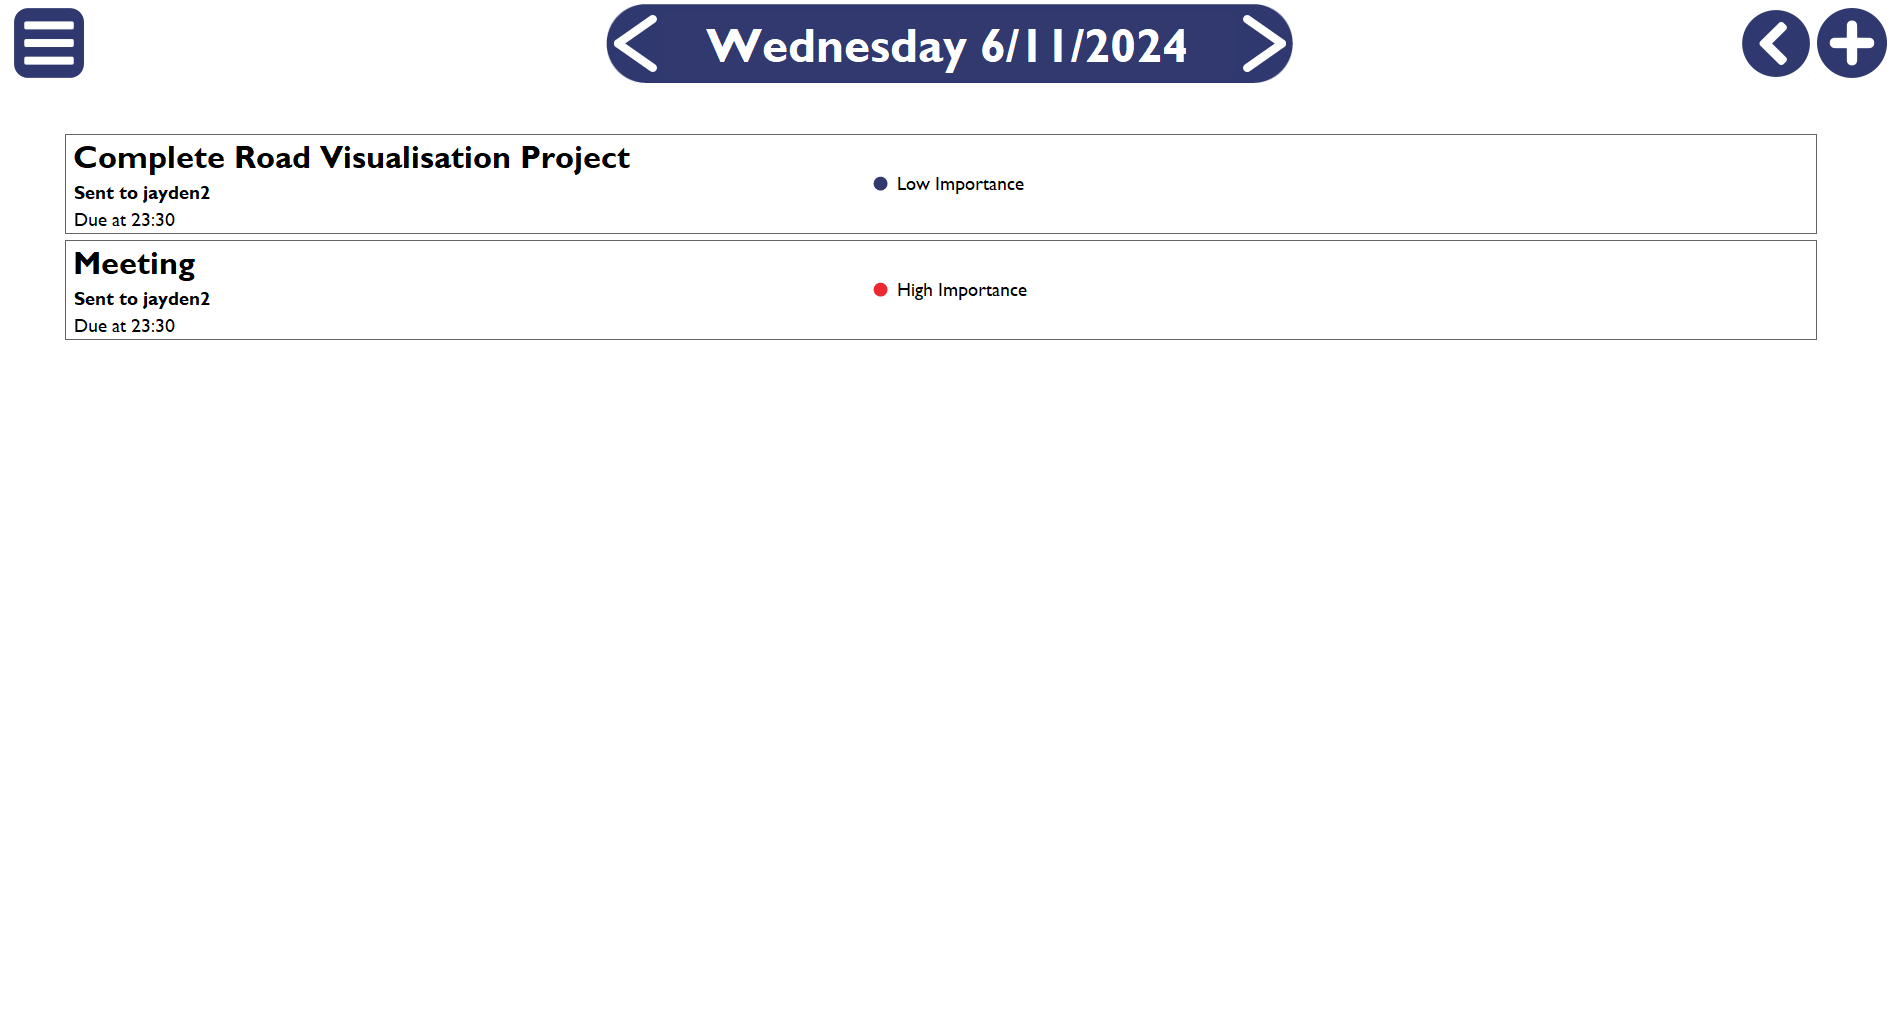 Wednesday 6/11/2024
Complete Road Visualisation Project
Sent to jayden2
Due at 23:30
Low Importance
Meeting
Sent to jayden2
Due at 23:30
High Importance